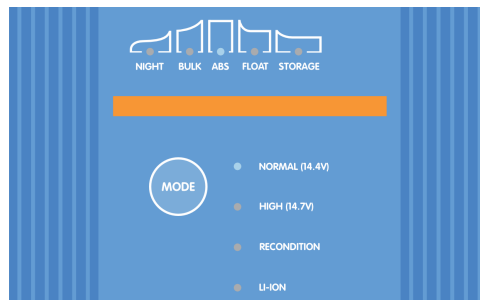 NIGHT BULK ABS FLOAT STORAGE
MODE
NORMAL (14.4V)
HIGH (14.7V)
RECONDITION
LI-ION